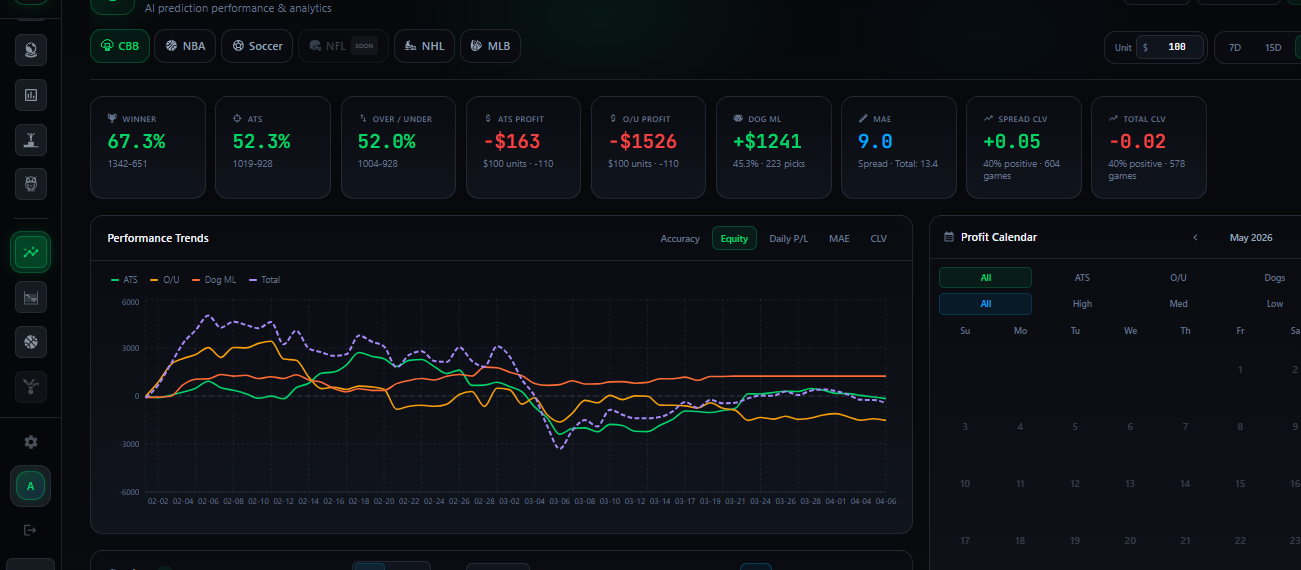 AI prediction performance & analytics
CBB NBA Soccer NFL SOON NHL MLB
Unit $ 100 7D 15D
WINNER
67.3%
1342-651
ATS
52.3%
1019-928
OVER / UNDER
52.0%
1004-928
ATS PROFIT
-$163
$100 units · -110
O/U PROFIT
-$1526
$100 units · -110
DOG ML
+$1241
45.3% · 223 picks
MAE
9.0
Spread · Total: 13.4
SPREAD CLV
+0.05
40% positive · 604
games
TOTAL CLV
-0.02
40% positive · 578
games
Performance Trends
Accuracy Equity Daily P/L MAE CLV
ATS O/U Dog ML Total
6000
3000
0
-3000
-6000
02-02 02-04 02-06 02-08 02-10 02-12 02-14 02-16 02-18 02-20 02-22 02-24 02-26 02-28 03-02 03-04 03-06 03-08 03-10 03-12 03-14 03-17 03-19 03-21 03-24 03-26 03-28 04-01 04-04 04-06
Profit Calendar
< May 2026
All ATS O/U Dogs
All High Med Low
Su Mo Tu We Th Fr
1 2
3 4 5 6 7 8 9
10 11 12 13 14 15 16
17 18 19 20 21 22 23
A